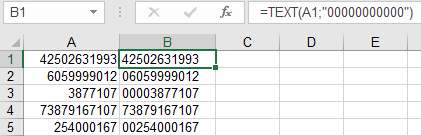 B1 fx =TEXT(A1;"00000000000")
A B C D E
1 42502631993 42502631993
2 6059999012 06059999012
3 3877107 00003877107
4 73879167107 73879167107
5 254000167 00254000167